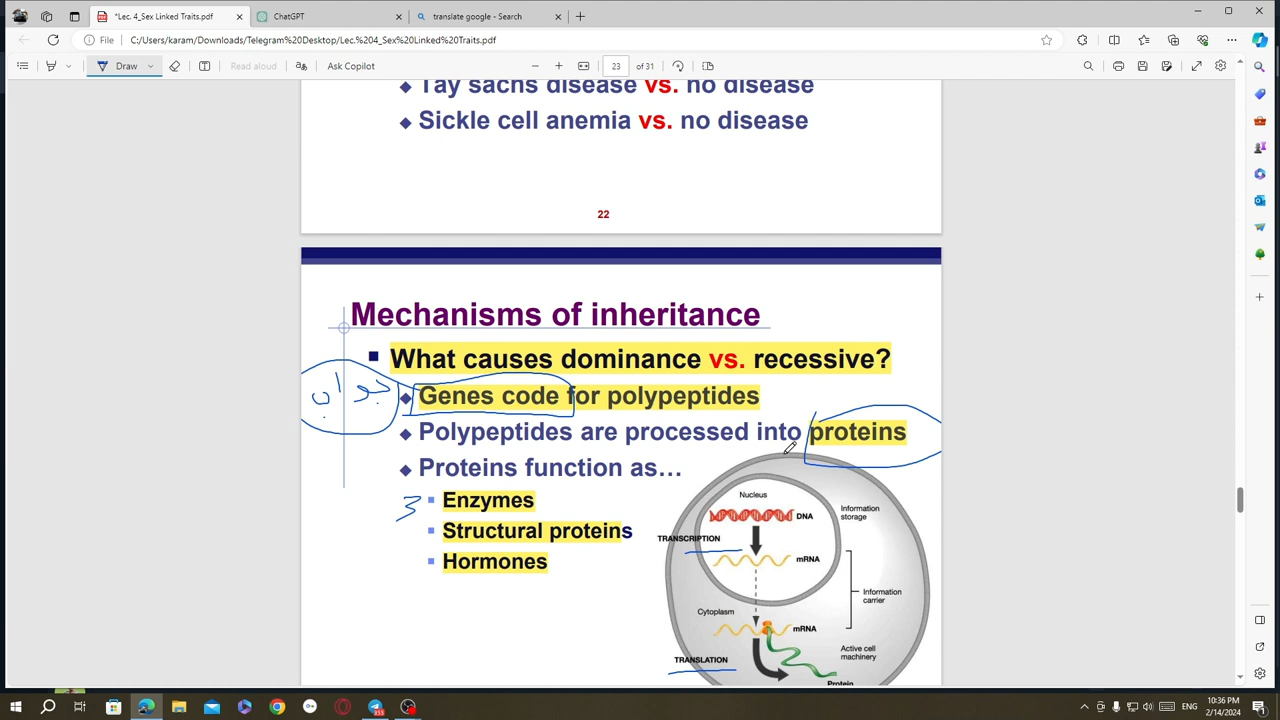 *Lec. 4_Sex Linked Traits.pdf
ChatGPT
translate google - Search
File
C:/Users/karam/Downloads/Telegram%20Desktop/Lec.%204_Sex%20Linked%20Traits.pdf
Draw
Read aloud
Ask Copilot
23
of 31
Tay sachs disease vs. no disease
Sickle cell anemia vs. no disease
22
Mechanisms of inheritance
What causes dominance vs. recessive?
Genes code for polypeptides
Polypeptides are processed into proteins
Proteins function as…
3
Enzymes
Structural proteins
Hormones
Nucleus
DNA
Information
storage
TRANSCRIPTION
mRNA
Information
carrier
Cytoplasm
mRNA
Active cell
machinery
TRANSLATION
Protein
10:36 PM
2/14/2024